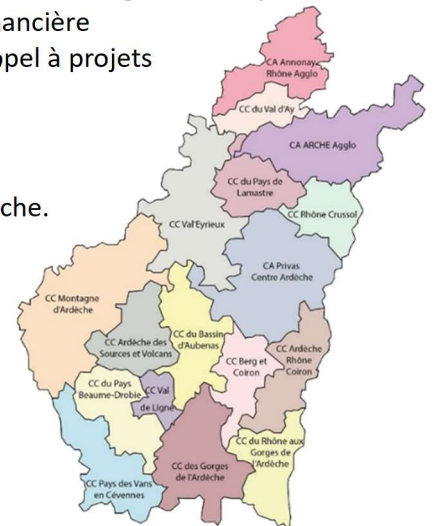 nancière
ppel à projets
che.
CA Annonay
Rhône Agglo
CC du Val d'Ay
CA ARCHE Agglo
CC du Pays de
Lamastre
CC Rhône Crussol
CC Val'Eyrieux
CA Privas
Centre Ardèche
CC Montagne
d'Ardèche
CC Ardèche des
Sources et Volcans
CC du Bassin
d'Aubenas
CC Berg et
Coiron
CC Ardèche
Rhône
Coiron
CC du Pays
Beaume-Drobie
CC Val
de Ligne
CC du Rhône aux
Gorges de
l'Ardèche
CC des Gorges
de l'Ardèche
CC Pays des Vans
en Cévennes